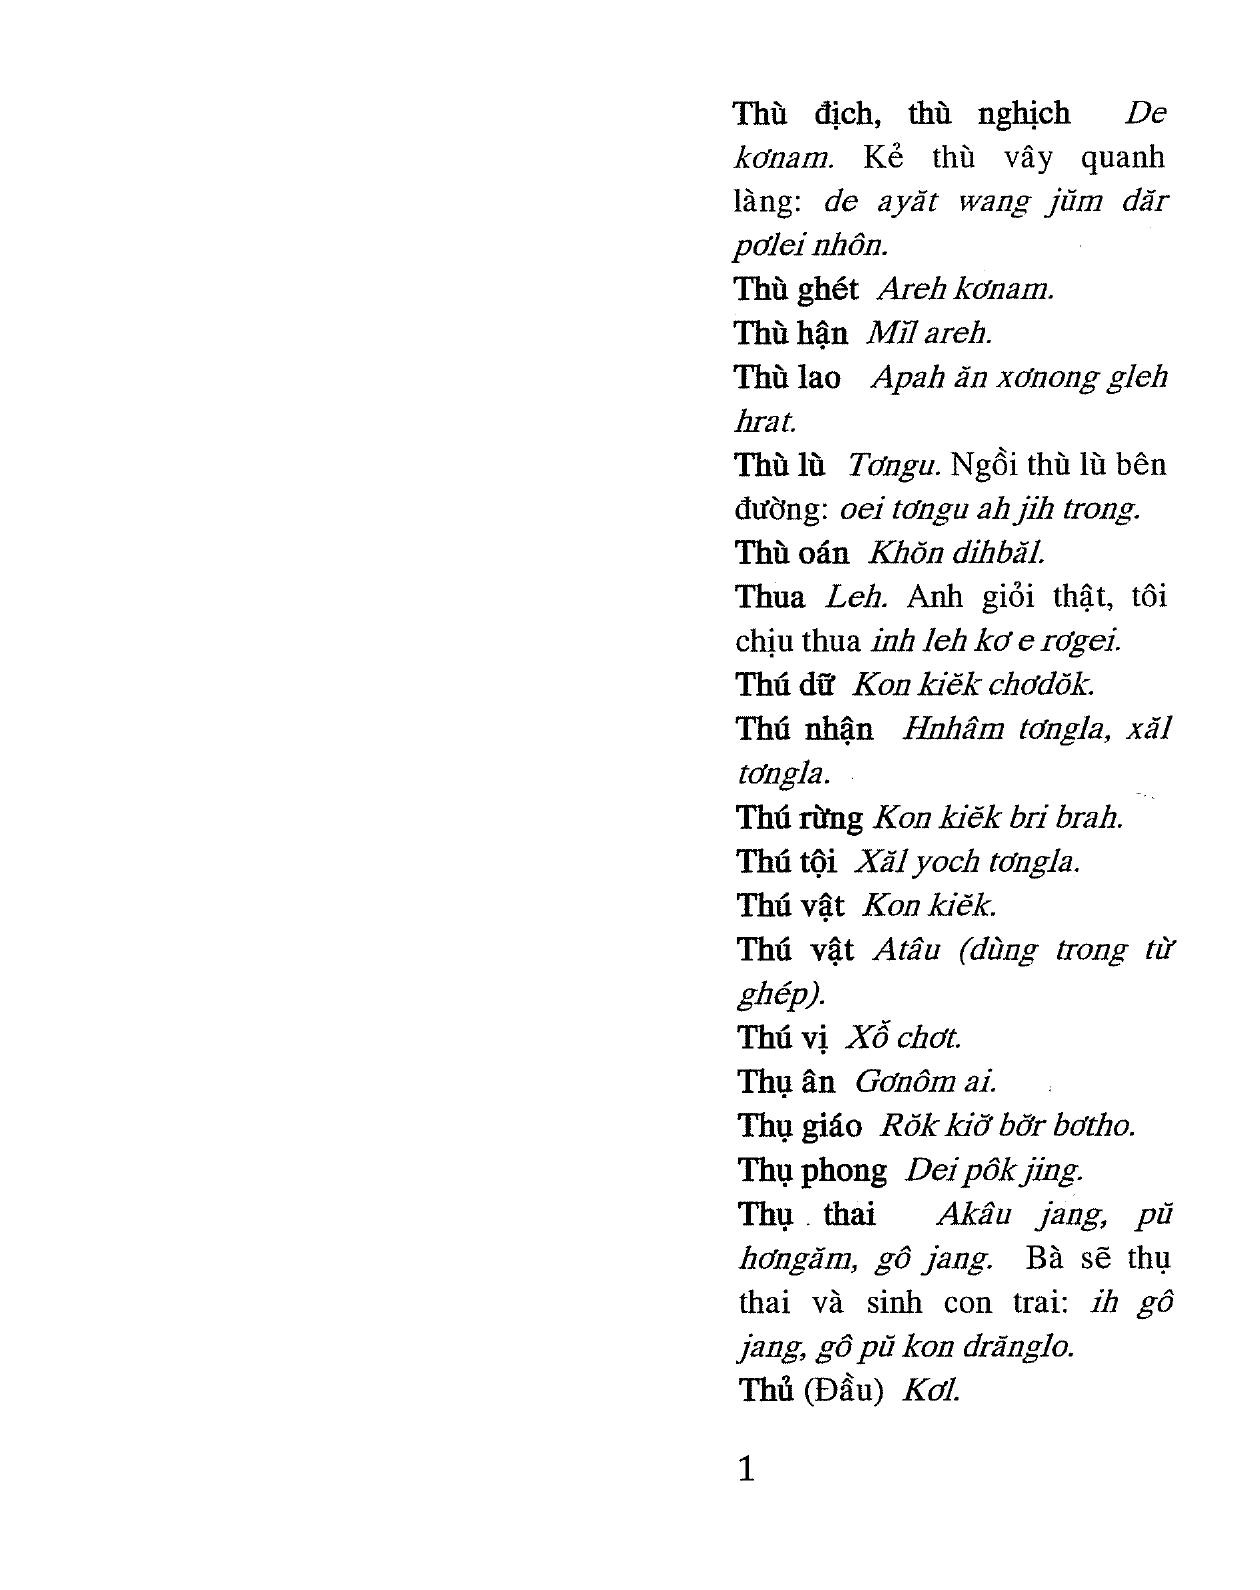 Thù địch, thù nghịch De
kơnam. Kẻ thù vây quanh
làng: de ayăt wang jŭm dăr
pơlei nhôn.
Thù ghét Areh kơnam.
Thù hận Mĭl areh.
Thù lao Apah ăn xơnong gleh
hrat.
Thù lù Tơngu. Ngồi thù lù bên
đường: oei tơngu ah jih trong.
Thù oán Khŏn dihbăl.
Thua Leh. Anh giỏi thật, tôi
chịu thua inh leh kơ e rơgei.
Thú dữ Kon kiĕk chơdŏk.
Thú nhận Hnhâm tơngla, xăl
tơngla.
Thú rừng Kon kiĕk bri brah.
Thú tội Xăl yoch tơngla.
Thú vật Kon kiĕk.
Thú vật Atâu (dùng trong từ
ghép).
Thú vị Xô̆ chơt.
Thụ ân Gơnôm ai.
Thụ giáo Rŏk kiơ̆ bơ̆r bơtho.
Thụ phong Dei pôk jing.
Thụ thai Akâu jang, pŭ
hơngăm, gô jang. Bà sẽ thụ
thai và sinh con trai: ih gô
jang, gô pŭ kon drănglo.
Thủ (Đầu) Kơl.
1